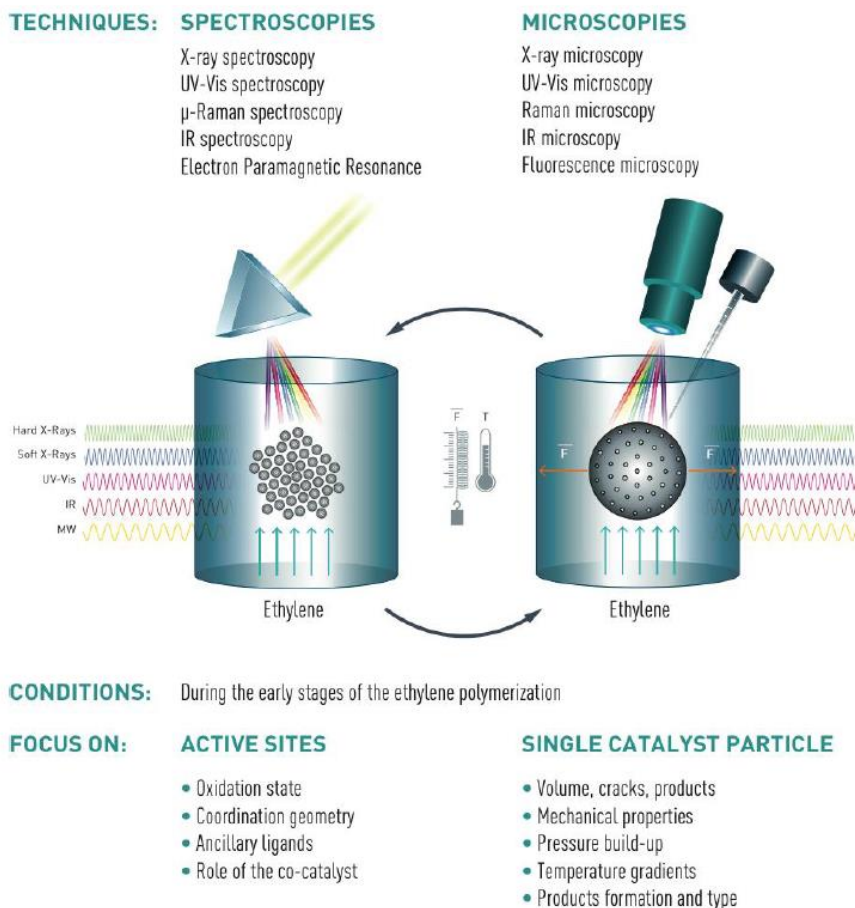 TECHNIQUES: SPECTROSCOPIES MICROSCOPIES
X-ray spectroscopy
UV-Vis spectroscopy
μ-Raman spectroscopy
IR spectroscopy
Electron Paramagnetic Resonance
X-ray microscopy
UV-Vis microscopy
Raman microscopy
IR microscopy
Fluorescence microscopy
Hard X-Rays
Soft X-Rays
UV-Vis
IR
MW
F T
F F
Ethylene
Ethylene
CONDITIONS: During the early stages of the ethylene polymerization
FOCUS ON: ACTIVE SITES SINGLE CATALYST PARTICLE
• Oxidation state
• Coordination geometry
• Ancillary ligands
• Role of the co-catalyst
• Volume, cracks, products
• Mechanical properties
• Pressure build-up
• Temperature gradients
• Products formation and type